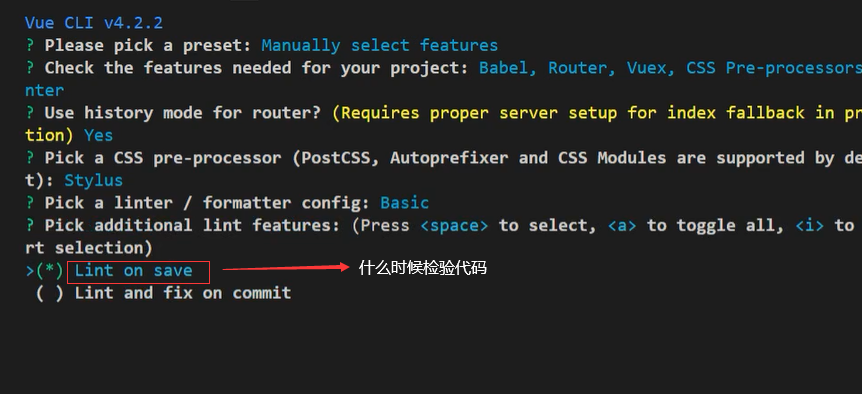 Vue CLI v4.2.2
? Please pick a preset: Manually select features
? Check the features needed for your project: Babel, Router, Vuex, CSS Pre-processors
nter
? Use history mode for router? (Requires proper server setup for index fallback in pr
tion) Yes
? Pick a CSS pre-processor (PostCSS, Autoprefixer and CSS Modules are supported by de
t): Stylus
? Pick a linter / formatter config: Basic
? Pick additional lint features: (Press <space> to select, <a> to toggle all, <i> to
rt selection)
>(*) Lint on save 什么时候检验代码
( ) Lint and fix on commit